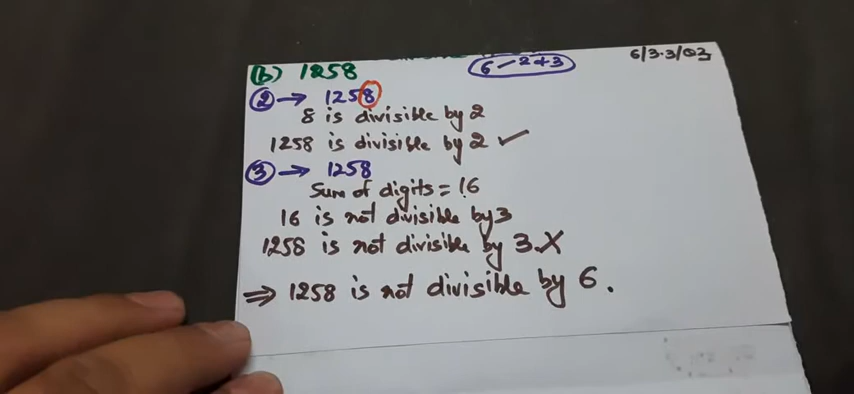 6/3.3/Q3
(b) 1258
6 - 2+3
2 → 1258
8 is divisible by 2
1258 is divisible by 2 ✓
3 → 1258
Sum of digits = 16
16 is not divisible by 3
1258 is not divisible by 3. X
⇒ 1258 is not divisible by 6.